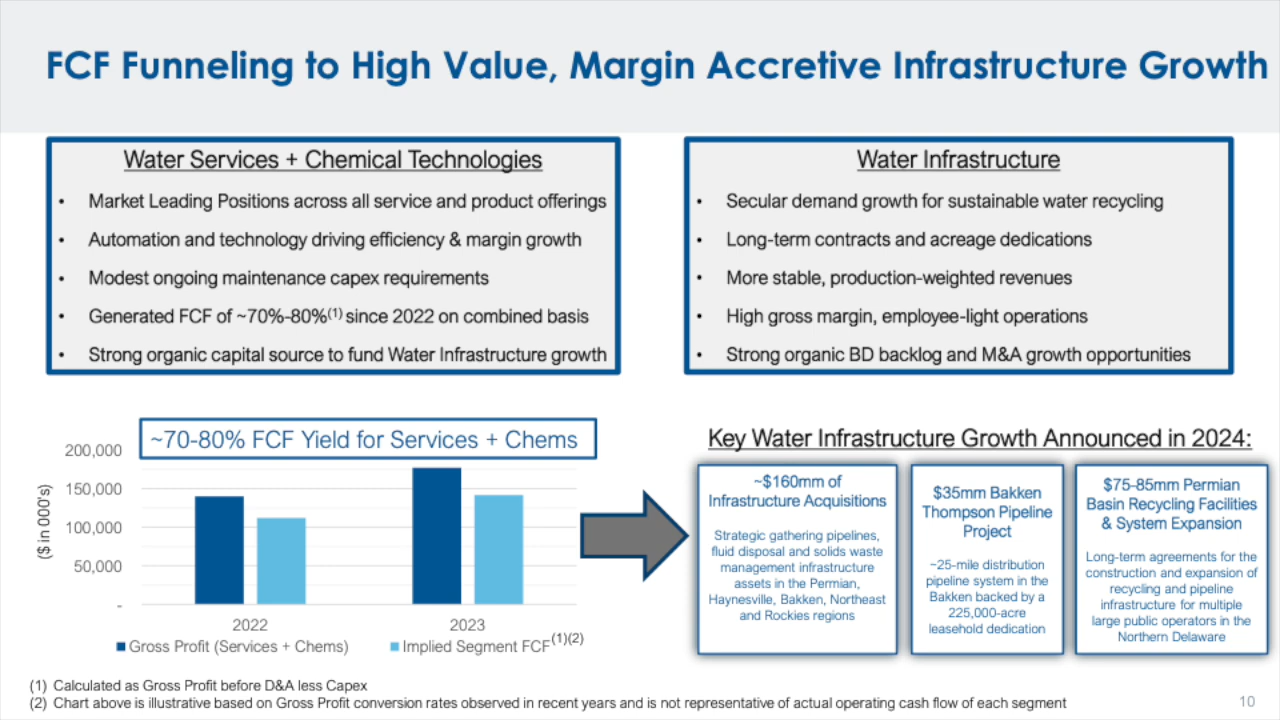 FCF Funneling to High Value, Margin Accretive Infrastructure Growth
Water Services + Chemical Technologies
• Market Leading Positions across all service and product offerings
• Automation and technology driving efficiency & margin growth
• Modest ongoing maintenance capex requirements
• Generated FCF of ~70%-80%(1) since 2022 on combined basis
• Strong organic capital source to fund Water Infrastructure growth
Water Infrastructure
• Secular demand growth for sustainable water recycling
• Long-term contracts and acreage dedications
• More stable, production-weighted revenues
• High gross margin, employee-light operations
• Strong organic BD backlog and M&A growth opportunities
~70-80% FCF Yield for Services + Chems
($ in 000's)
200,000
150,000
100,000
50,000
-
2022 2023
Gross Profit (Services + Chems) Implied Segment FCF(1)(2)
Key Water Infrastructure Growth Announced in 2024:
~$160mm of
Infrastructure Acquisitions
Strategic gathering pipelines,
fluid disposal and solids waste
management infrastructure
assets in the Permian,
Haynesville, Bakken, Northeast
and Rockies regions
$35mm Bakken
Thompson Pipeline
Project
~25-mile distribution
pipeline system in the
Bakken backed by a
225,000-acre
leasehold dedication
$75-85mm Permian
Basin Recycling Facilities
& System Expansion
Long-term agreements for the
construction and expansion of
recycling and pipeline
infrastructure for multiple
large public operators in the
Northern Delaware
(1) Calculated as Gross Profit before D&A less Capex
(2) Chart above is illustrative based on Gross Profit conversion rates observed in recent years and is not representative of actual operating cash flow of each segment
10